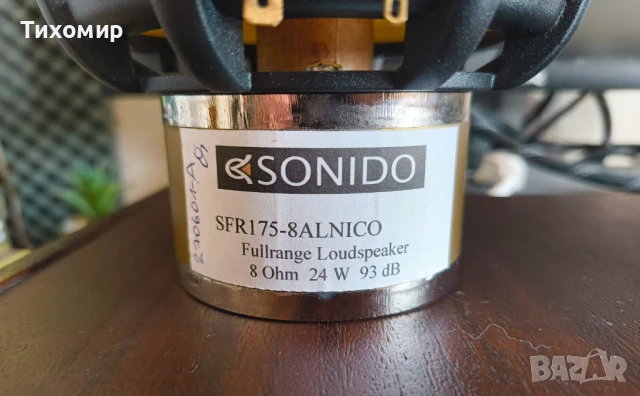 Тихомир
SONIDO
SFR175-8ALNICO
Fullrange Loudspeaker
8 Ohm 24 W 93 dB
BAZAR